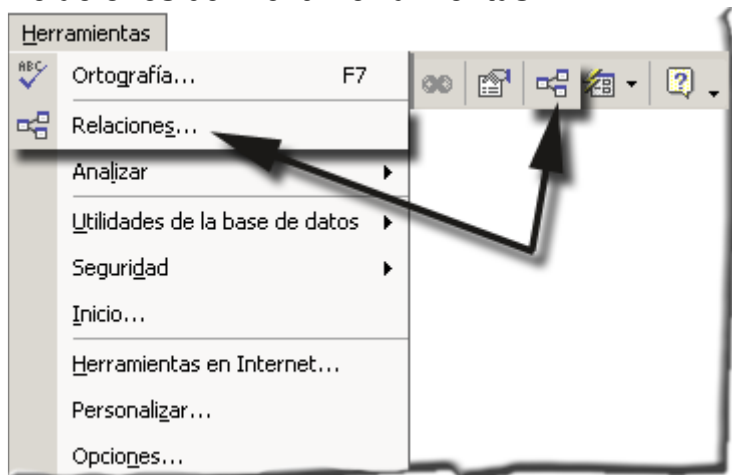 Herramientas
Ortografía... F7
Relaciones...
Analizar
Utilidades de la base de datos
Seguridad
Inicio...
Herramientas en Internet...
Personalizar...
Opciones...